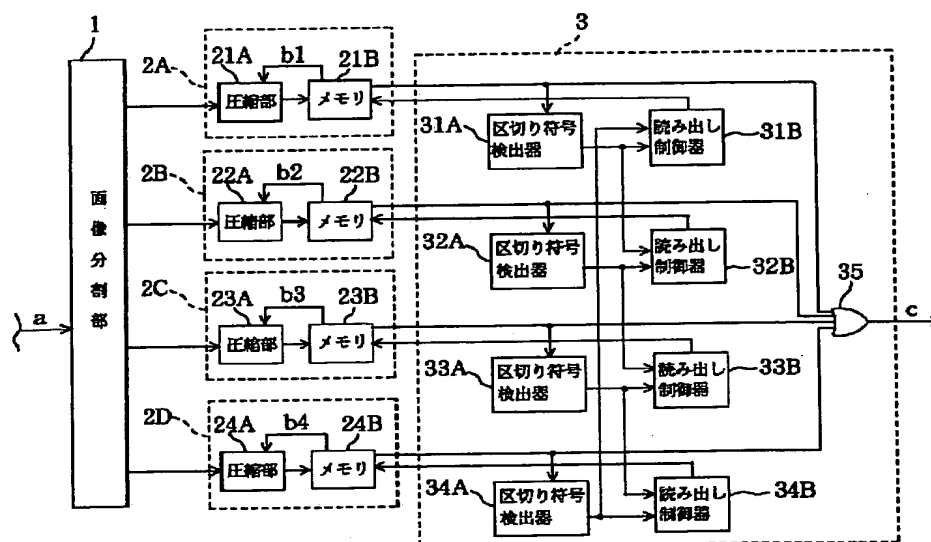 1
3
a
画像分割部
2A
21A
b1
21B
圧縮部
メモリ
31A
区切り符号
検出器
読み出し
制御器
31B
2B
22A
b2
22B
圧縮部
メモリ
32A
区切り符号
検出器
読み出し
制御器
32B
2C
23A
b3
23B
圧縮部
メモリ
33A
区切り符号
検出器
読み出し
制御器
33B
35
c
2D
24A
b4
24B
圧縮部
メモリ
34A
区切り符号
検出器
読み出し
制御器
34B